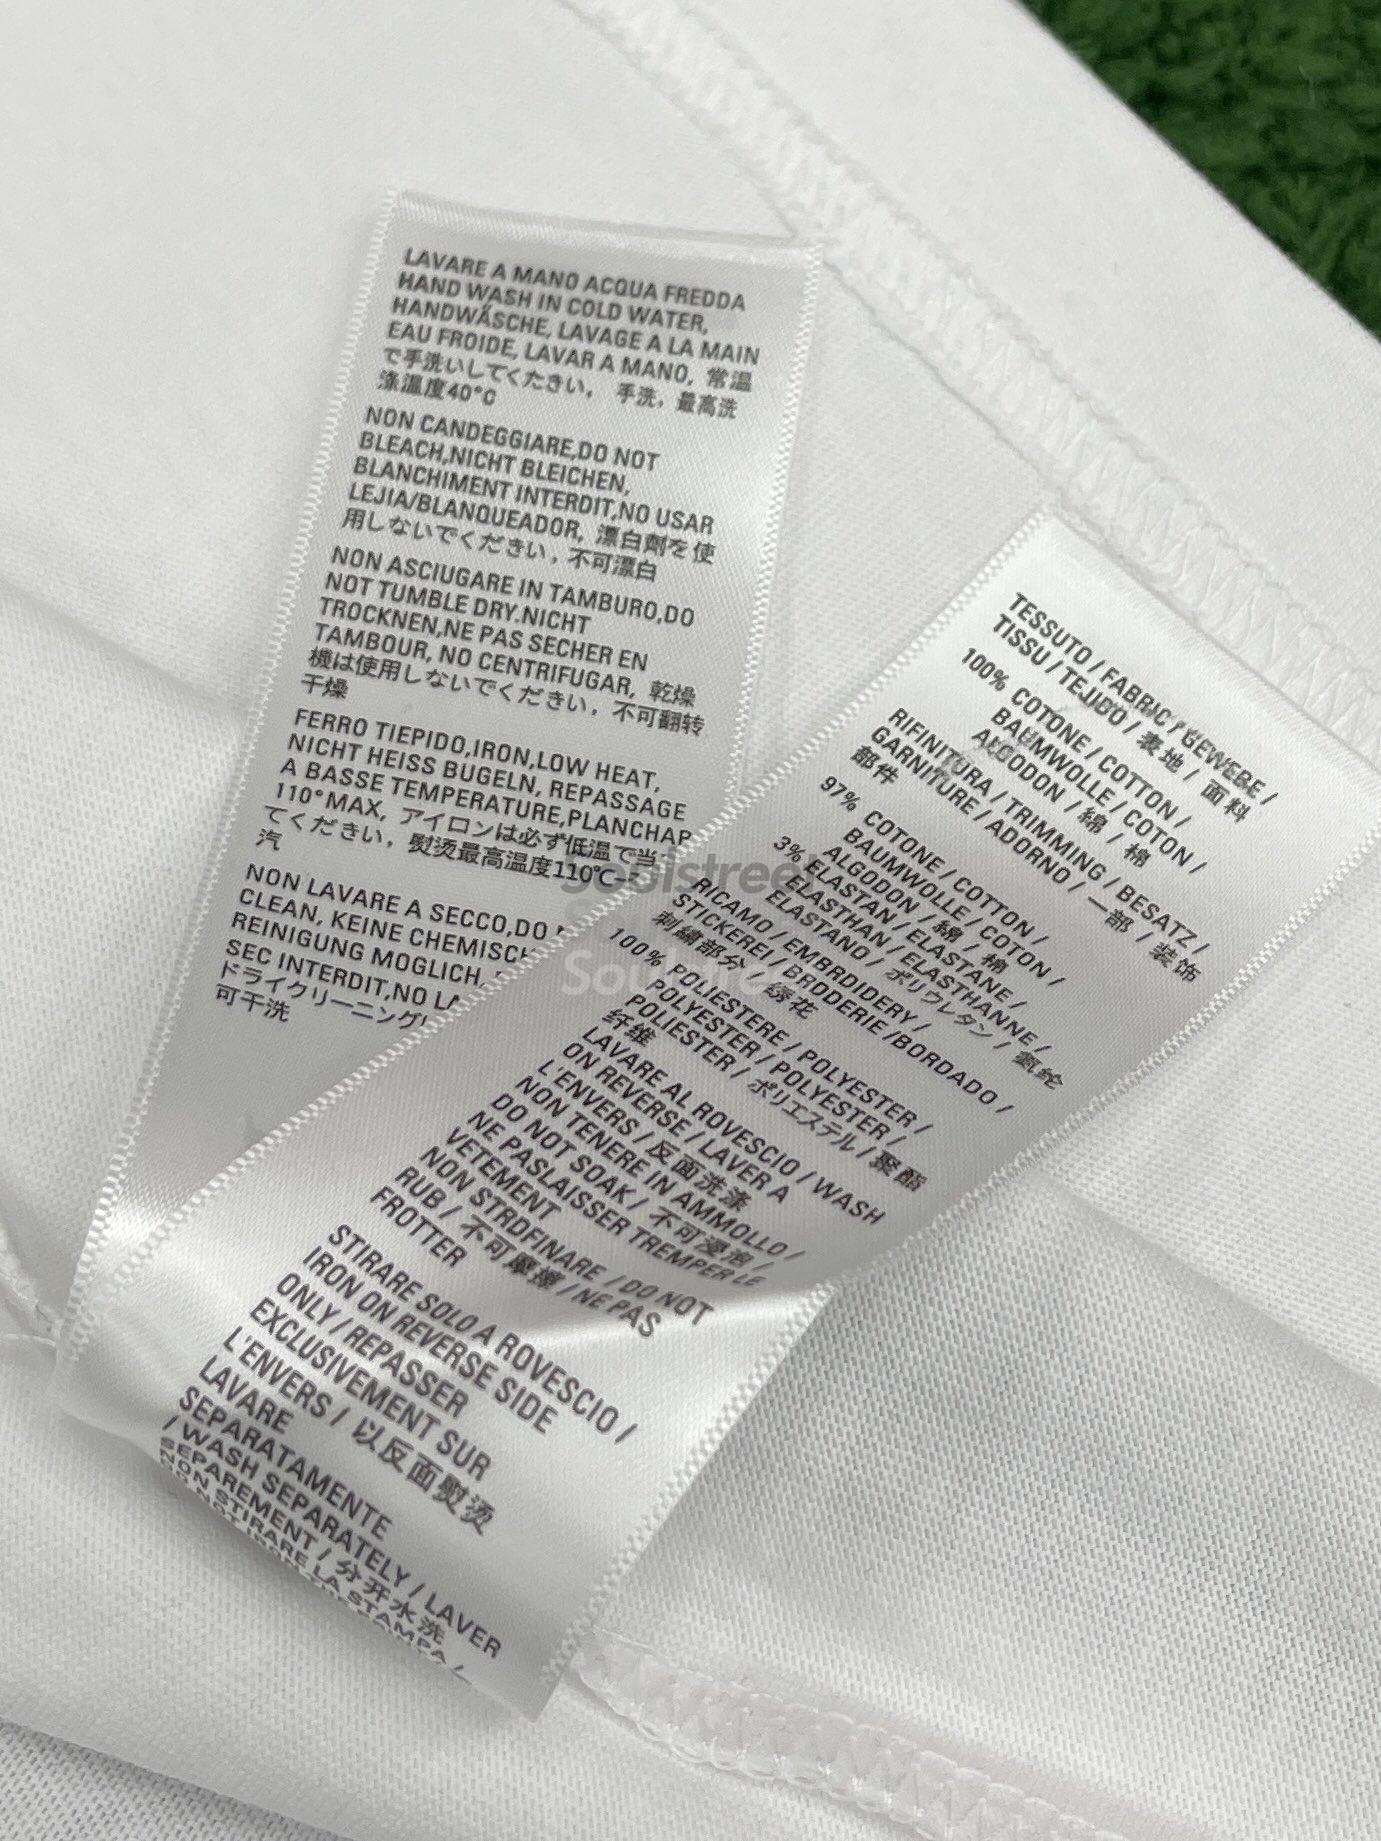 LAVARE A MANO ACQUA FREDDA
HAND WASH IN COLD WATER,
HANDWÄSCHE, LAVAGE A LA MAIN
EAU FROIDE, LAVAR A MANO, 常温
で手洗いしてくたきい， 手洗，最高洗
涤温度40°C
NON CANDEGGIARE,DO NOT
BLEACH,NICHT BLEICHEN,
BLANCHIMENT INTERDIT,NO USAR
LEJIA/BLANQUEADOR, 漂白劑を使
用しないでください，不可漂白
NON ASCIUGARE IN TAMBURO,DO
NOT TUMBLE DRY.NICHT
TROCKNEN,NE PAS SECHER EN
TAMBOUR, NO CENTRIFUGAR, 乾燥
機は使用しないでください，不可翻转
干燥
FERRO TIEPIDO,IRON,LOW HEAT,
NICHT HEISS BUGELN, REPASSAGE
A BASSE TEMPERATURE,PLANCHAR
110°MAX, アイロンは必ず低温で当
てください，熨烫最高温度110℃
汽
NON LAVARE A SECCO,DO
CLEAN, KEINE CHEMISCH
REINIGUNG MOGLICH,
SEC INTERDIT,NO LA
ドライクリーニング
可干洗
TESSUTO / FABRIC / GEWEBE /
TISSU / TEJIDO / 表地 / 面料
100% COTONE / COTTON /
BAUMWOLLE / COTON /
ALGODON / 綿 / 棉
RIFINITURA / TRIMMING / BESATZ /
GARNITURE / ADORNO / 一部 / 装饰
部件
97% COTONE / COTTON /
BAUMWOLLE / COTON /
ALGODON / 綿 / 棉
3% ELASTAN / ELASTANE /
ELASTHAN / ELASTHANNE /
ELASTANO / ポリウレタン / 氨纶
RICAMO / EMBRDIDERY /
STICKEREI / BRODERIE /BORDADO /
刺繍部分 / 绣花
100% POLIESTERE / POLYESTER /
POLYESTER / POLYESTER /
POLIESTER / ポリエステル / 聚酯
纤维
LAVARE AL ROVESCIO / WASH
ON REVERSE / LAVER A
L'ENVERS / 反面洗涤
NON TENERE IN AMMOLLO /
DO NOT SOAK / 不可浸泡 /
NE PASLAISSER TREMPER LE
VETEMENT
NON STRDFINARE / DO NOT
RUB / 不可摩擦 / NE PAS
FROTTER
STIRARE SOLO A ROVESCIO /
IRON ON REVERSE SIDE
ONLY / REPASSER
EXCLUSIVEMENT SUR
L'ENVERS / 以反面熨烫
LAVARE
SEPARATAMENTE
/ WASH SEPARATELY / LAVER
SEPAREMENT / 分开水洗
NON STIRARE LA STAMPA /
Soulstreet